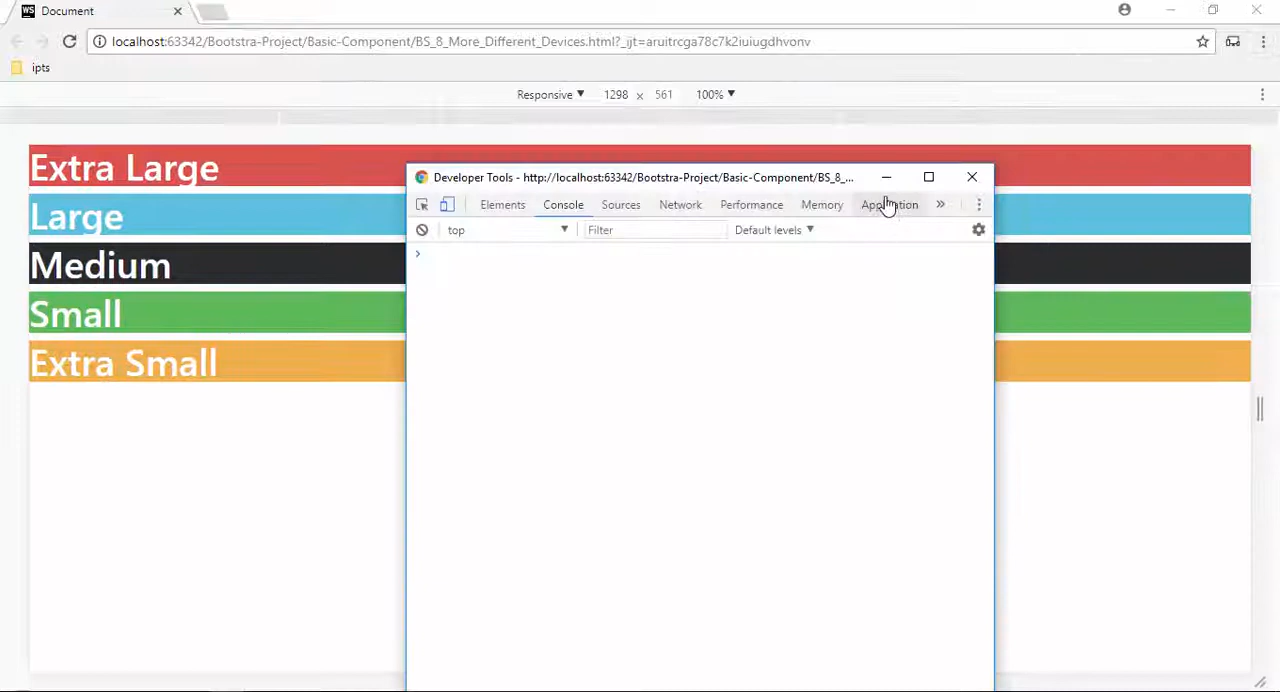 WS Document
localhost:63342/Bootstra-Project/Basic-Component/BS_8_More_Different_Devices.html?_ijt=aruitrcga78c7k2iuiugdhvonv
ipts
Responsive 1298 x 561 100%
Extra Large
Large
Medium
Small
Extra Small
Developer Tools - http://localhost:63342/Bootstra-Project/Basic-Component/BS_8_...
Elements Console Sources Network Performance Memory Application »
top Filter Default levels